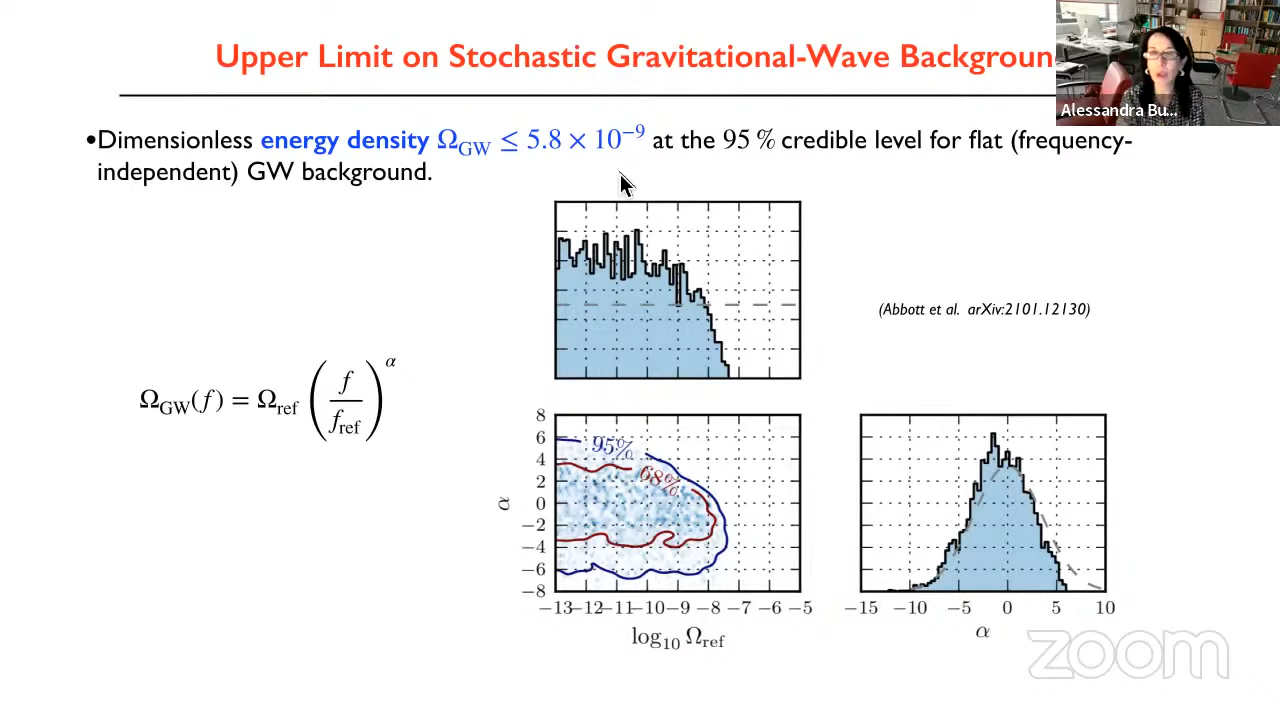 Upper Limit on Stochastic Gravitational-Wave Backgroun
Alessandra Bu...
•Dimensionless energy density Ω_GW ≤ 5.8 × 10⁻⁹ at the 95 % credible level for flat (frequency-
independent) GW background.
(Abbott et al. arXiv:2101.12130)
Ω_GW(f) = Ω_ref (f / f_ref)^α
8
6
4
2
0
−2
−4
−6
−8
α
95%
68%
−13 −12 −11 −10 −9 −8 −7 −6 −5
log₁₀ Ω_ref
−15 −10 −5 0 5 10
α
zoom